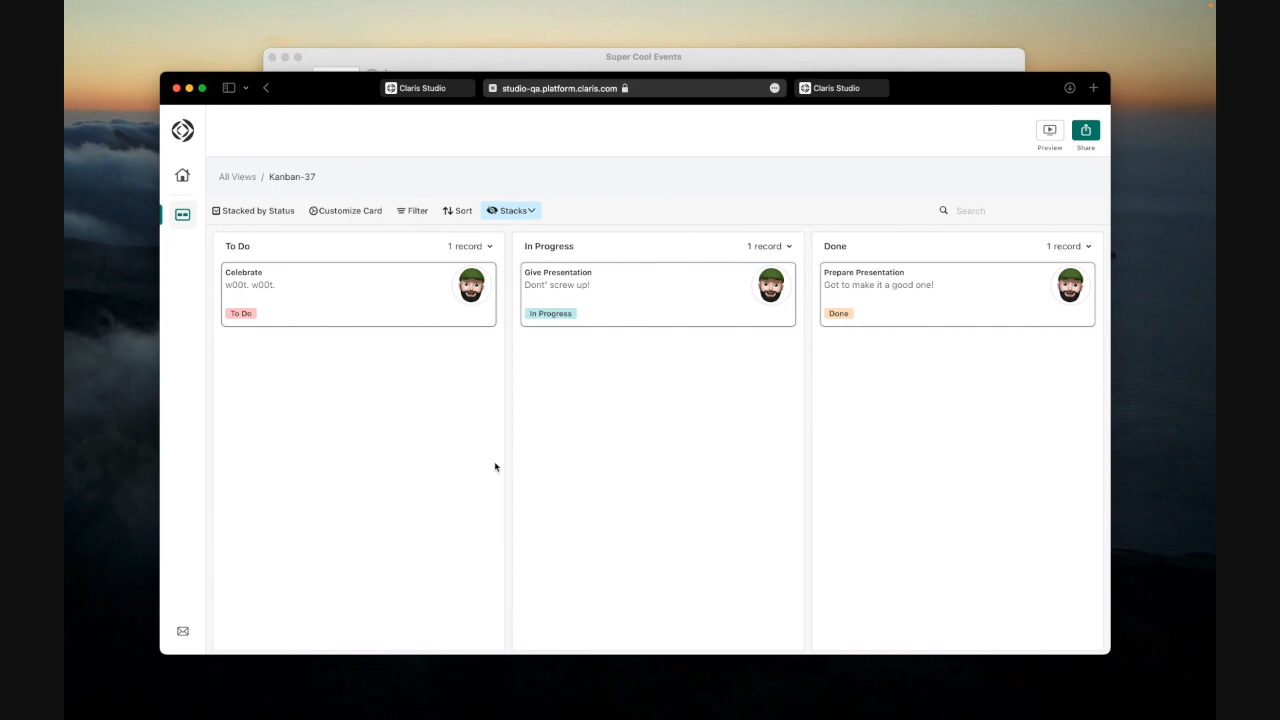 Super Cool Events
Claris Studio
studio-qa.platform.claris.com
Claris Studio
Preview
Share
All Views / Kanban-37
Stacked by Status
Customize Card
Filter
Sort
Stacks
Search
To Do
1 record
Celebrate
w00t. w00t.
To Do
In Progress
1 record
Give Presentation
Dont' screw up!
In Progress
Done
1 record
Prepare Presentation
Got to make it a good one!
Done